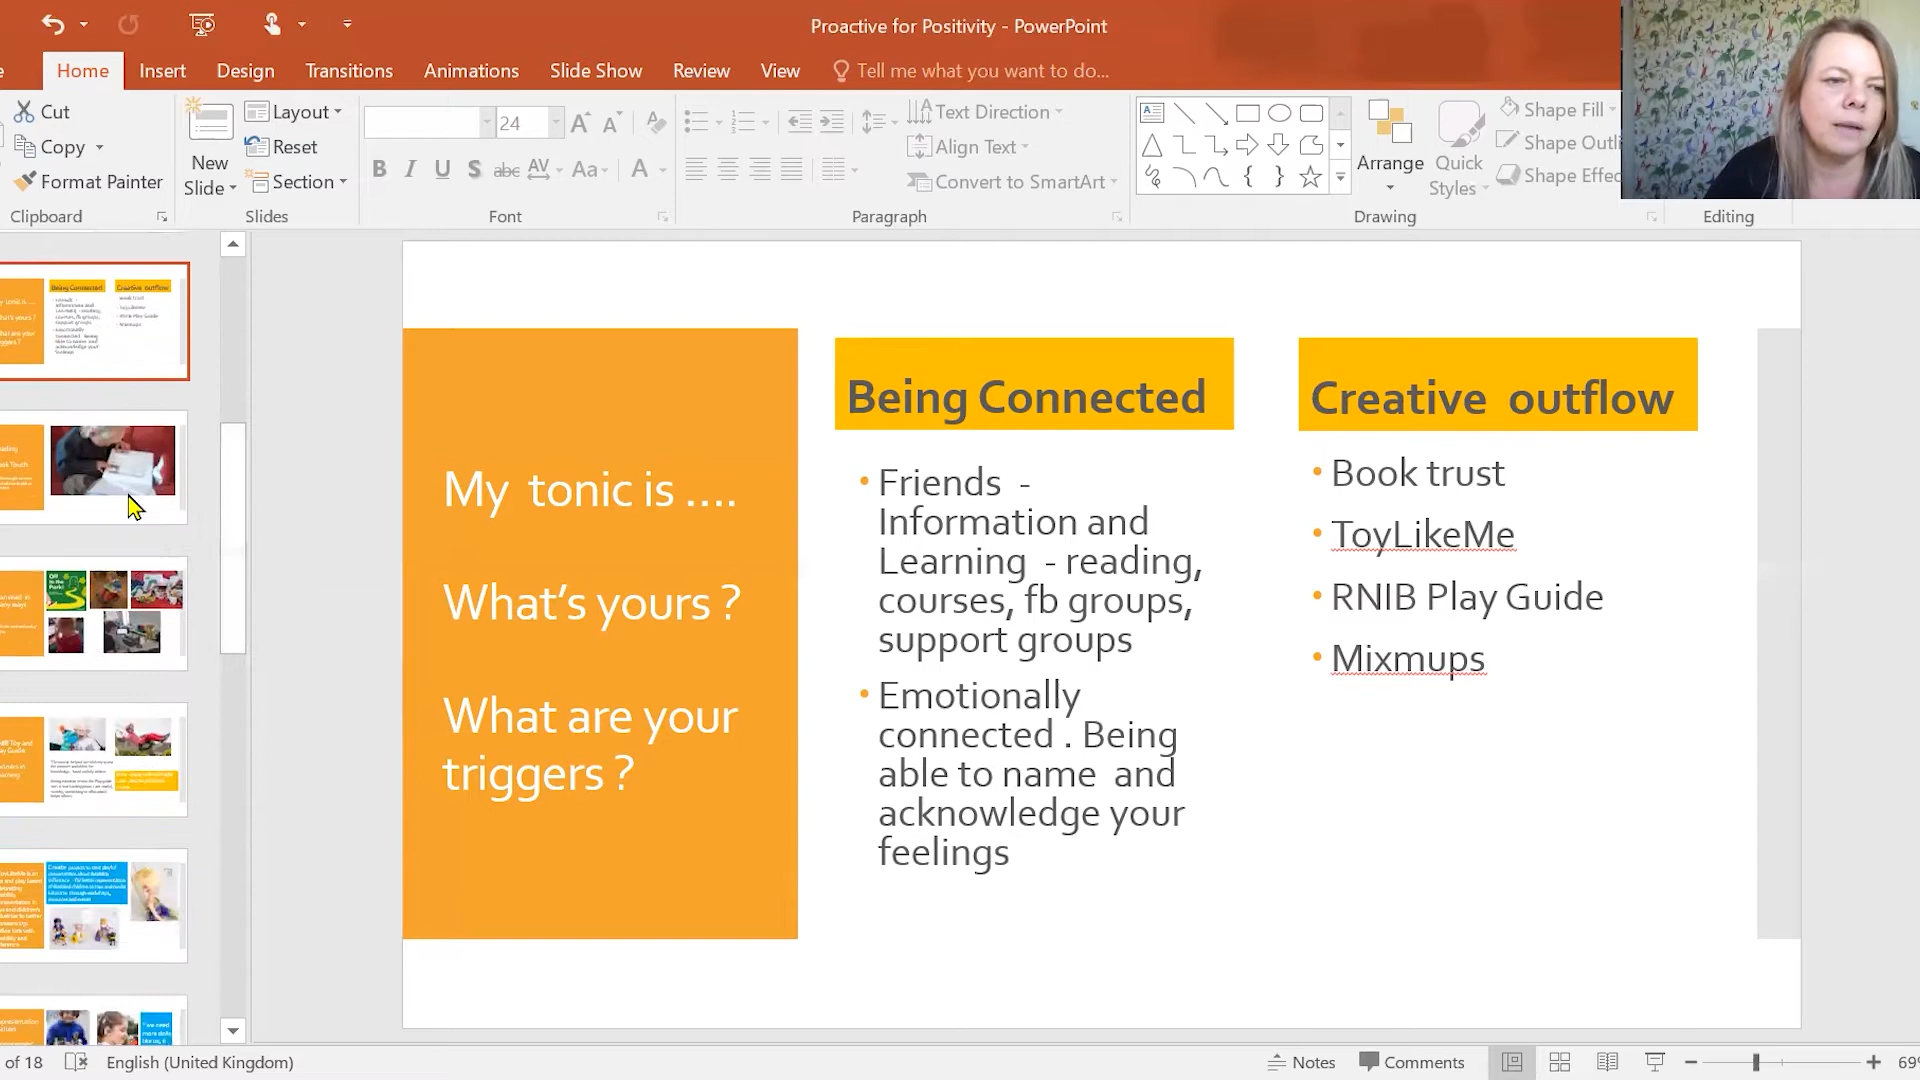 Proactive for Positivity - PowerPoint
Home Insert Design Transitions Animations Slide Show Review View Tell me what you want to do...
Cut
Copy
Format Painter
Clipboard
New
Slide
Layout
Reset
Section
Slides
24
Font
Text Direction
Align Text
Convert to SmartArt
Paragraph
Arrange
Quick
Styles
Shape Fill
Shape Outli
Shape Effec
Drawing
Editing
My tonic is ....
What's yours ?
What are your
triggers ?
Being Connected
• Friends -
Information and
Learning - reading,
courses, fb groups,
support groups
• Emotionally
connected . Being
able to name and
acknowledge your
feelings
Creative outflow
• Book trust
• ToyLikeMe
• RNIB Play Guide
• Mixmups
of 18
English (United Kingdom)
Notes
Comments
69